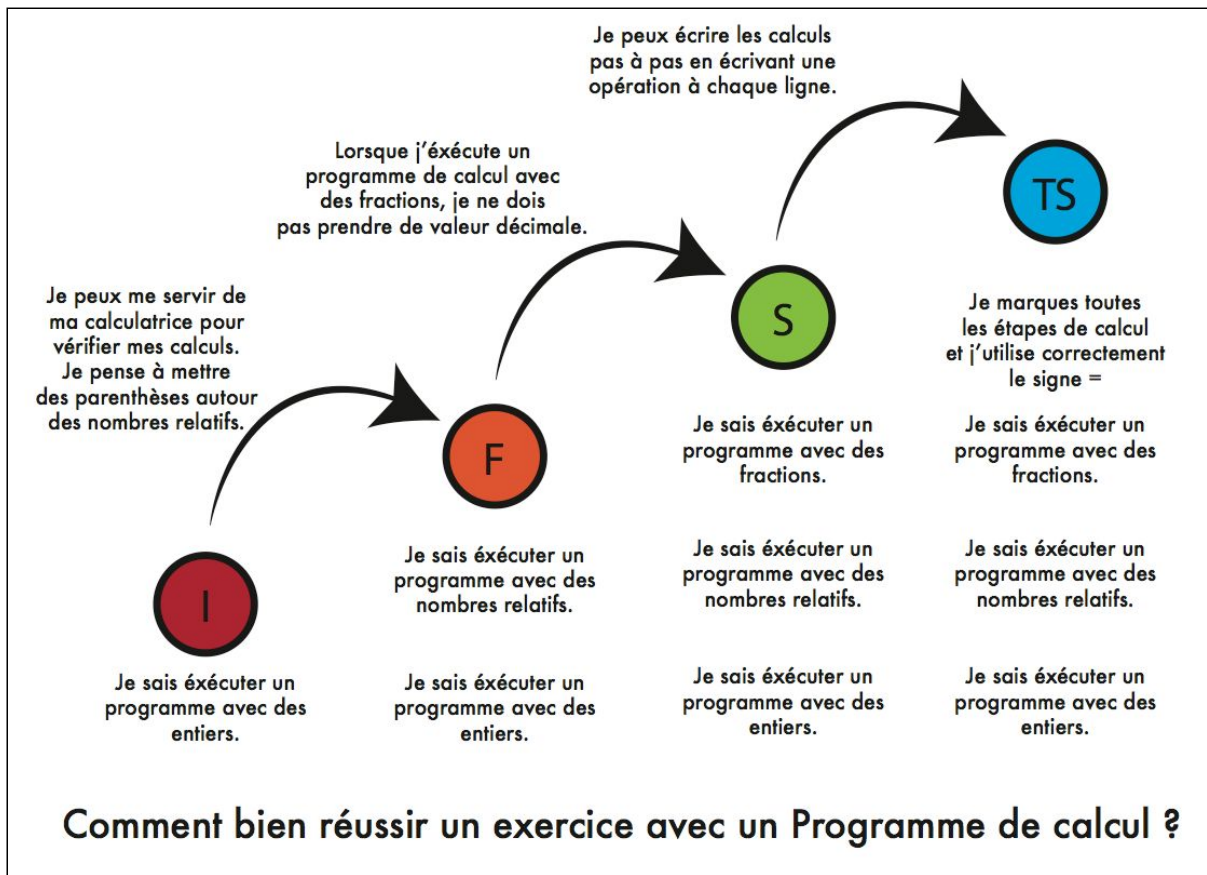 Je peux écrire les calculs
pas à pas en écrivant une
opération à chaque ligne.
Lorsque j'éxécute un
programme de calcul avec
des fractions, je ne dois
pas prendre de valeur décimale.
Je peux me servir de
ma calculatrice pour
vérifier mes calculs.
Je pense à mettre
des parenthèses autour
des nombres relatifs.
I
Je sais éxécuter un
programme avec des
entiers.
F
Je sais éxécuter un
programme avec des
nombres relatifs.
Je sais éxécuter un
programme avec des
entiers.
S
Je sais éxécuter un
programme avec des
fractions.
Je sais éxécuter un
programme avec des
nombres relatifs.
Je sais éxécuter un
programme avec des
entiers.
TS
Je marques toutes
les étapes de calcul
et j'utilise correctement
le signe =
Je sais éxécuter un
programme avec des
fractions.
Je sais éxécuter un
programme avec des
nombres relatifs.
Je sais éxécuter un
programme avec des
entiers.
Comment bien réussir un exercice avec un Programme de calcul ?